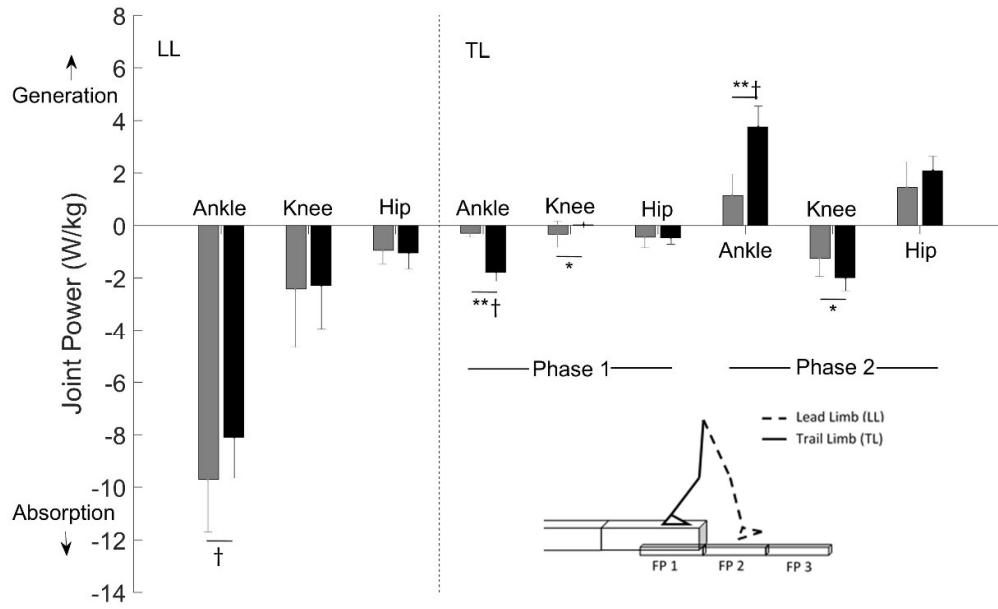 8
6
4
2
0
-2
-4
-6
-8
-10
-12
-14
Joint Power (W/kg)
Generation
Absorption
LL
TL
Ankle
Knee
Hip
†
Ankle
Knee
Hip
**†
*
Phase 1
**†
Ankle
Knee
Hip
*
Phase 2
Lead Limb (LL)
Trail Limb (TL)
FP 1
FP 2
FP 3